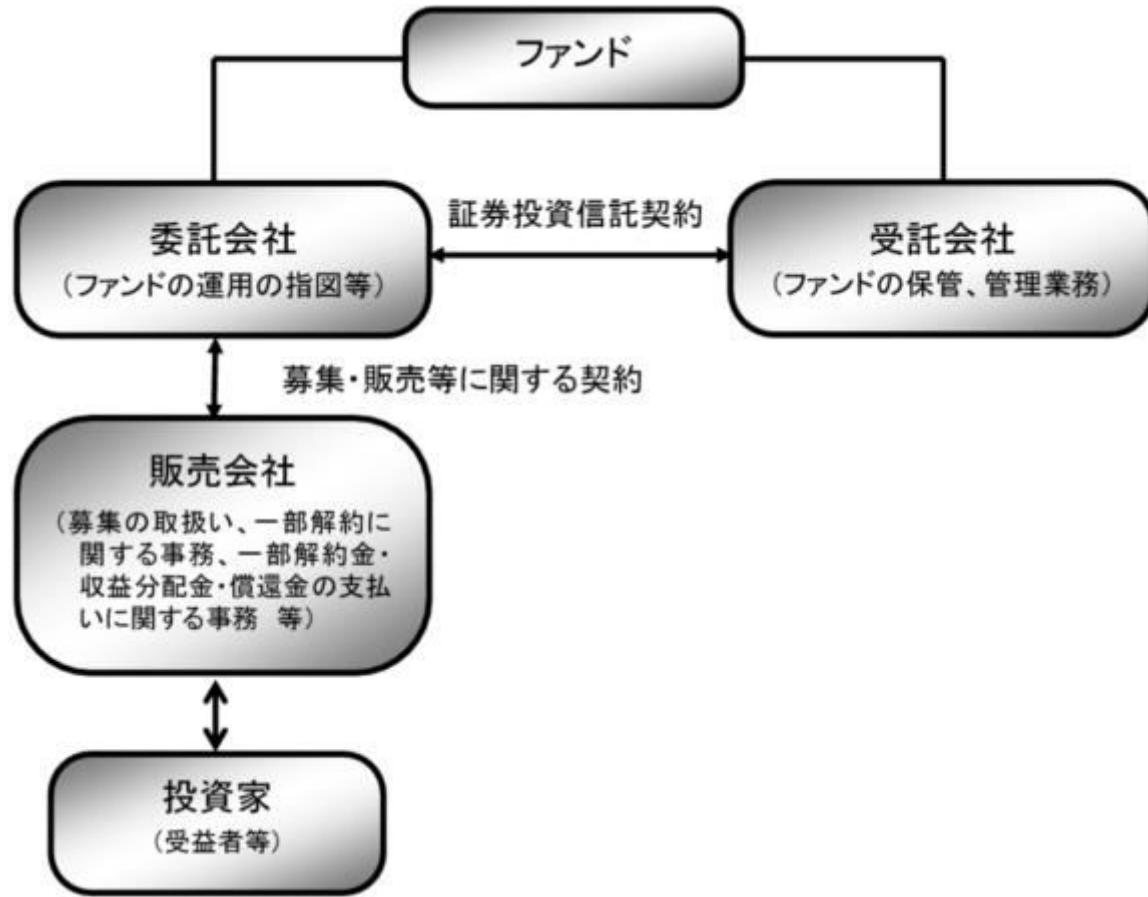 ファンド
委託会社
（ファンドの運用の指図等）
証券投資信託契約
受託会社
（ファンドの保管、管理業務）
募集・販売等に関する契約
販売会社
（募集の取扱い、一部解約に
関する事務、一部解約金・
収益分配金・償還金の支払
いに関する事務 等）
投資家
（受益者等）